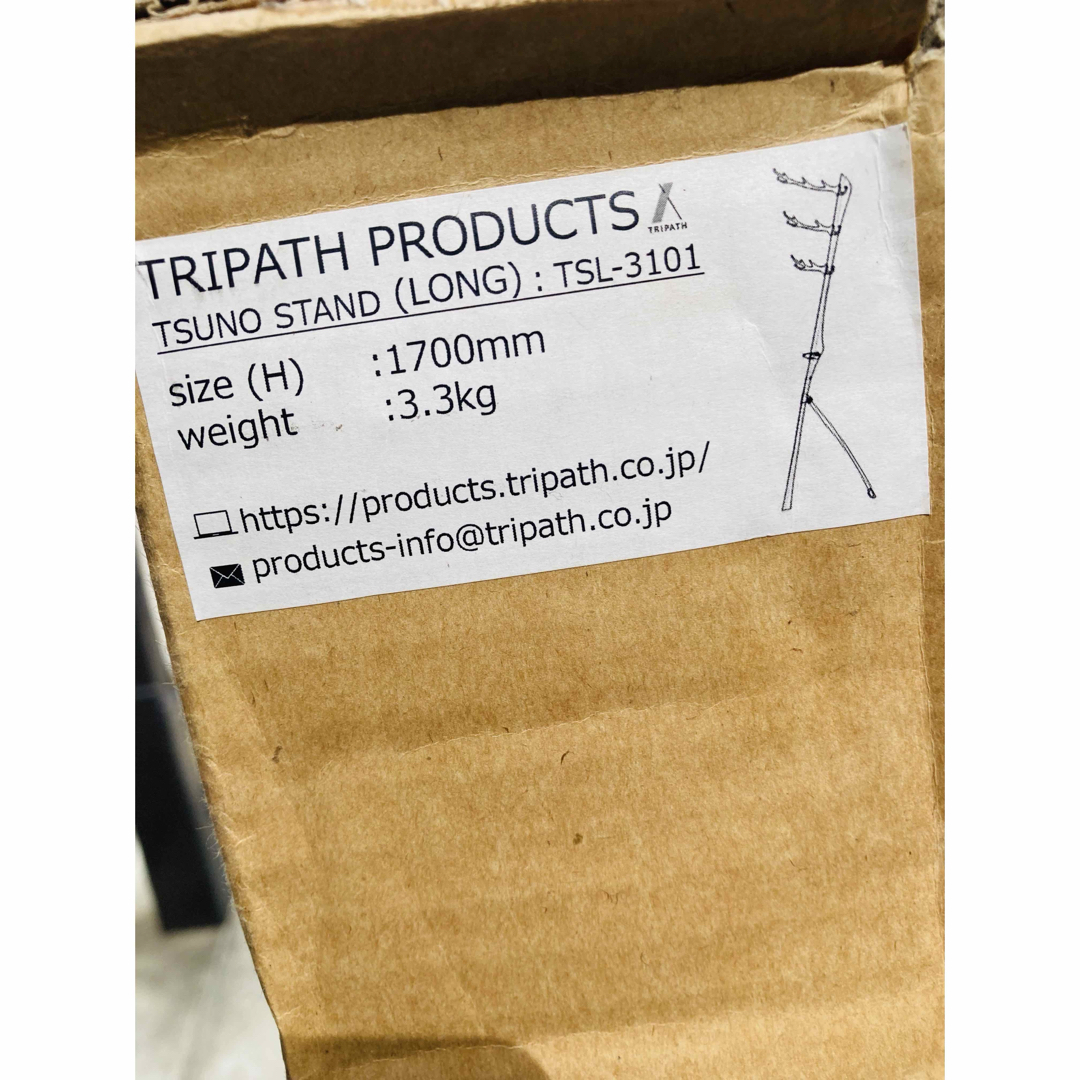 TRIPATH PRODUCTS
TRIPATH
TSUNO STAND (LONG) : TSL-3101
size (H) :1700mm
weight :3.3kg
https://products.tripath.co.jp/
products-info@tripath.co.jp